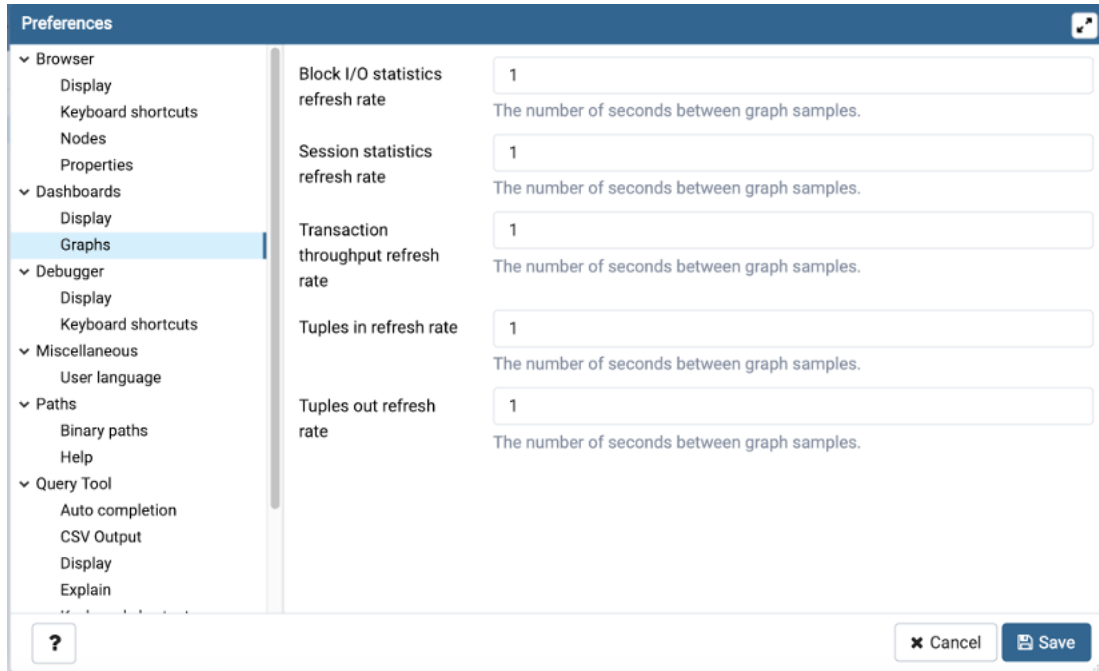 Preferences
Browser
Display
Keyboard shortcuts
Nodes
Properties
Dashboards
Display
Graphs
Debugger
Display
Keyboard shortcuts
Miscellaneous
User language
Paths
Binary paths
Help
Query Tool
Auto completion
CSV Output
Display
Explain
Block I/O statistics
refresh rate
1
The number of seconds between graph samples.
Session statistics
refresh rate
1
The number of seconds between graph samples.
Transaction
throughput refresh
rate
1
The number of seconds between graph samples.
Tuples in refresh rate
1
The number of seconds between graph samples.
Tuples out refresh
rate
1
The number of seconds between graph samples.
?
Cancel
Save